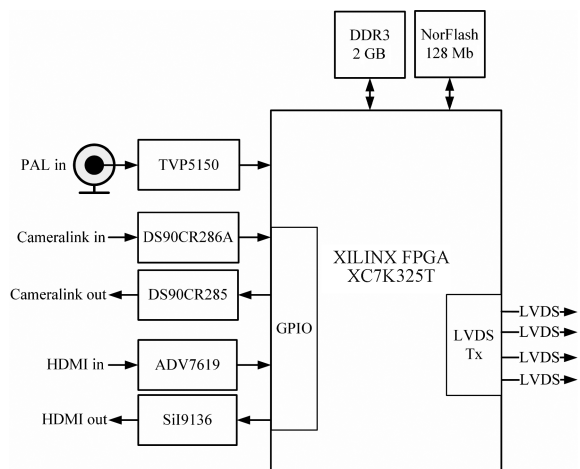 DDR3
2 GB
NorFlash
128 Mb
PAL in
TVP5150
Cameralink in
DS90CR286A
Cameralink out
DS90CR285
HDMI in
ADV7619
HDMI out
SiI9136
GPIO
XILINX FPGA
XC7K325T
LVDS
Tx
LVDS
LVDS
LVDS
LVDS